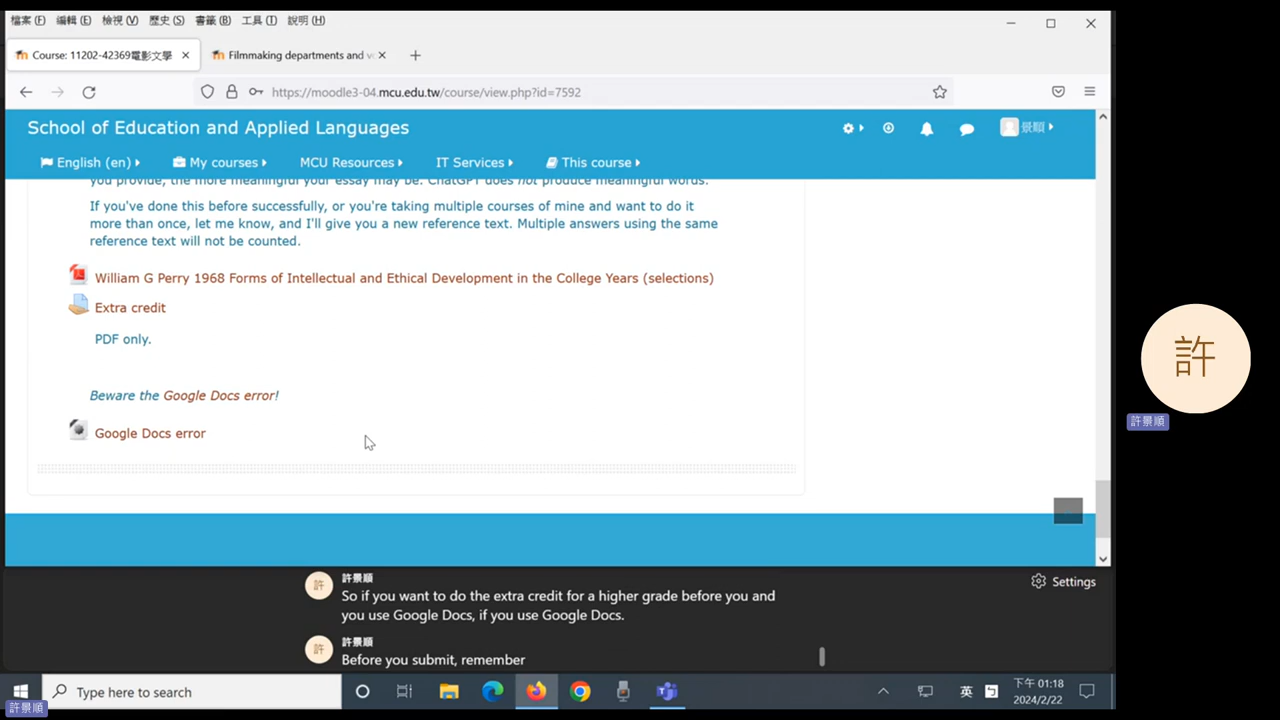 檔案(F) 編輯(E) 檢視(V) 歷史(S) 書籤(B) 工具(T) 說明(H)
Course: 11202-42369電影文學
Filmmaking departments and
https://moodle3-04.mcu.edu.tw/course/view.php?id=7592
School of Education and Applied Languages
景順
English (en) My courses MCU Resources IT Services This course
you provide, the more meaningful your essay may be. ChatGPT does not produce meaningful words.
If you've done this before successfully, or you're taking multiple courses of mine and want to do it
more than once, let me know, and I'll give you a new reference text. Multiple answers using the same
reference text will not be counted.
William G Perry 1968 Forms of Intellectual and Ethical Development in the College Years (selections)
Extra credit
PDF only.
Beware the Google Docs error!
Google Docs error
許
許景順
許
許景順
So if you want to do the extra credit for a higher grade before you and
you use Google Docs, if you use Google Docs.
Settings
許
許景順
Before you submit, remember
Type here to search
英
下午 01:18
2024/2/22
許景順